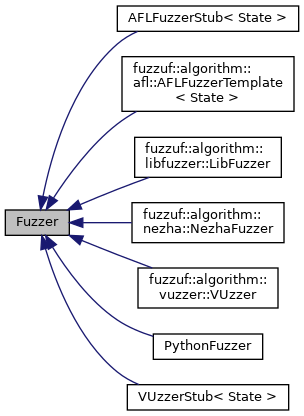 AFLFuzzerStub< State >
fuzzuf::algorithm::
afl::AFLFuzzerTemplate
< State >
fuzzuf::algorithm::
libfuzzer::LibFuzzer
Fuzzer
fuzzuf::algorithm::
nezha::NezhaFuzzer
fuzzuf::algorithm::
vuzzer::VUzzer
PythonFuzzer
VUzzerStub< State >